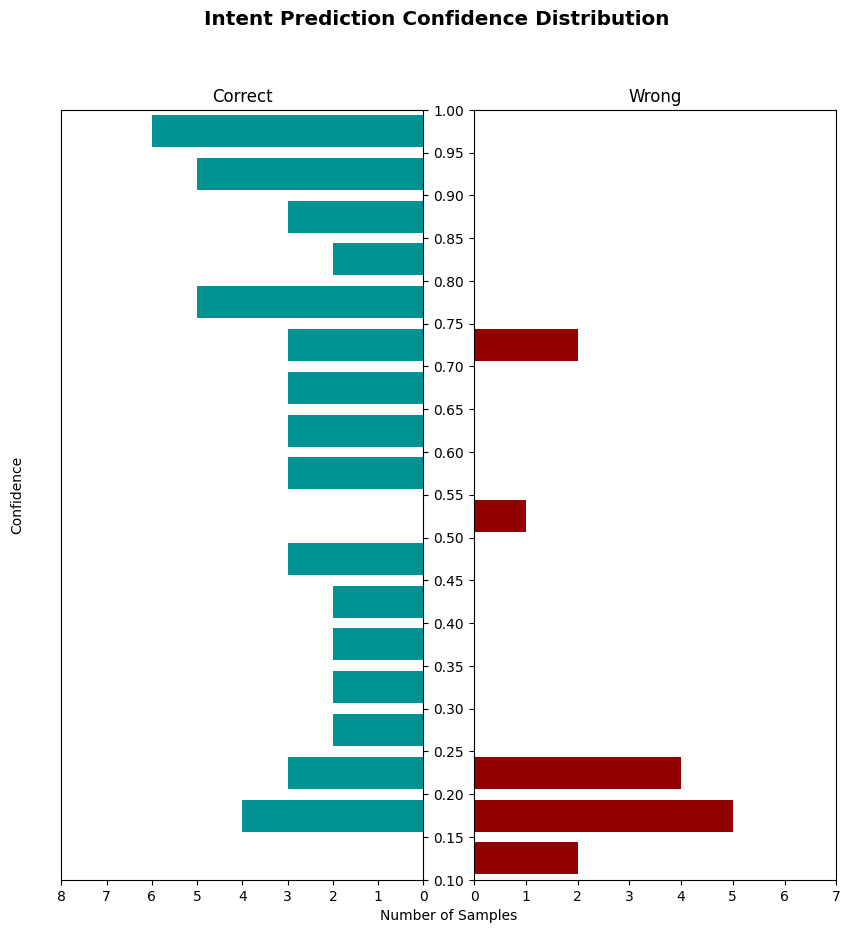 Intent Prediction Confidence Distribution
Correct
Wrong
1.00
0.95
0.90
0.85
0.80
0.75
0.70
0.65
0.60
0.55
0.50
0.45
0.40
0.35
0.30
0.25
0.20
0.15
0.10
Confidence
8 7 6 5 4 3 2 1 0
0 1 2 3 4 5 6 7
Number of Samples